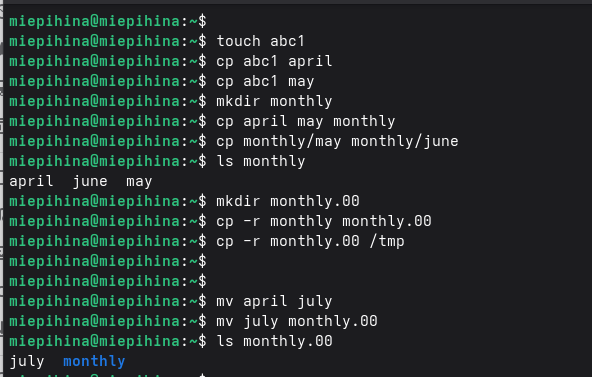 miepihina@miepihina:~$
miepihina@miepihina:~$ touch abc1
miepihina@miepihina:~$ cp abc1 april
miepihina@miepihina:~$ cp abc1 may
miepihina@miepihina:~$ mkdir monthly
miepihina@miepihina:~$ cp april may monthly
miepihina@miepihina:~$ cp monthly/may monthly/june
miepihina@miepihina:~$ ls monthly
april  june  may
miepihina@miepihina:~$ mkdir monthly.00
miepihina@miepihina:~$ cp -r monthly monthly.00
miepihina@miepihina:~$ cp -r monthly.00 /tmp
miepihina@miepihina:~$
miepihina@miepihina:~$
miepihina@miepihina:~$ mv april july
miepihina@miepihina:~$ mv july monthly.00
miepihina@miepihina:~$ ls monthly.00
july  monthly
miepihina@miepihina:~$